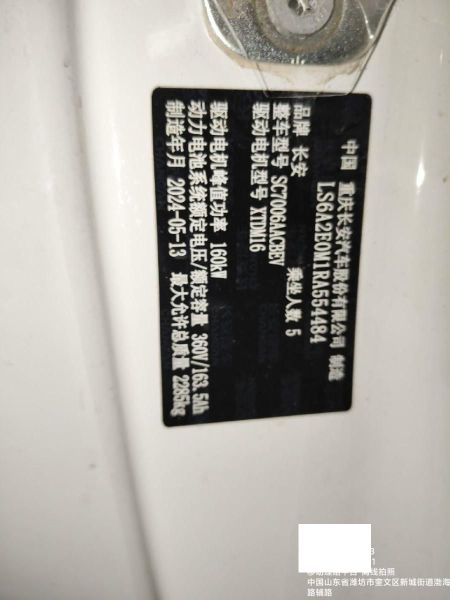 中国 重庆长安汽车股份有限公司 制造
LS6A2E0M1RA554484
品牌 长安 乘坐人数 5
整车型号 SC7006AACBEV
驱动电机型号 XTDM16
驱动电机峰值功率 160kW
动力电池系统额定电压/额定容量 360V/163.5Ah
制造年月 2024-05-13 最大允许总质量 2285kg
中国山东省潍坊市奎文区新城街道渤海
路辅路